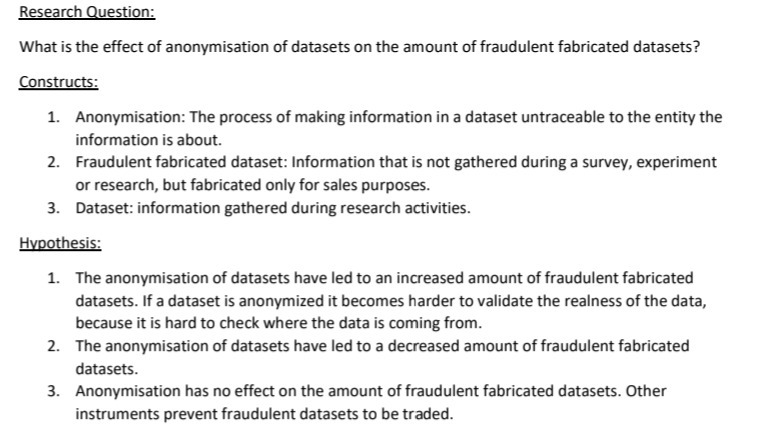 Research Question:
What is the effect of anonymisation of datasets on the amount of fraudulent fabricated datasets?
Constructs:
1. Anonymisation: The process of making information in a dataset untraceable to the entity the
information is about.
2. Fraudulent fabricated dataset: Information that is not gathered during a survey, experiment
or research, but fabricated only for sales purposes.
3. Dataset: information gathered during research activities.
Hypothesis:
1. The anonymisation of datasets have led to an increased amount of fraudulent fabricated
datasets. If a dataset is anonymized it becomes harder to validate the realness of the data,
because it is hard to check where the data is coming from.
2. The anonymisation of datasets have led to a decreased amount of fraudulent fabricated
datasets.
3. Anonymisation has no effect on the amount of fraudulent fabricated datasets. Other
instruments prevent fraudulent datasets to be traded.